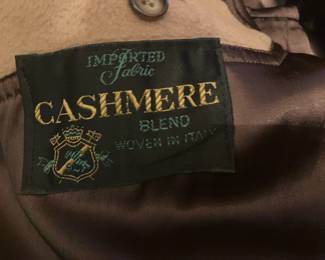 IMPORTED
Fabric
CASHMERE
BLEND
WOVEN IN ITALY